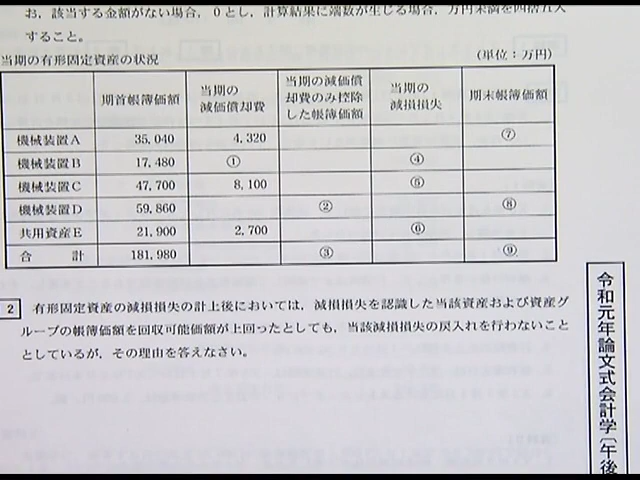 お，該当する金額がない場合，0とし，計算結果に端数が生じる場合，万円未満を四捨五入
すること。
当期の有形固定資産の状況 (単位：万円)
期首帳簿価額 当期の減価償却費 当期の減価償却費のみ控除した帳簿価額 当期の減損損失 期末帳簿価額
機械装置A 35,040 4,320 ⑦
機械装置B 17,480 ① ④
機械装置C 47,700 8,100 ⑤
機械装置D 59,860 ② ⑧
共用資産E 21,900 2,700 ⑥
合 計 181,980 ③ ⑨
2 有形固定資産の減損損失の計上後においては，減損損失を認識した当該資産および資産グ
ループの帳簿価額を回収可能価額が上回ったとしても，当該減損損失の戻入れを行わないこと
としているが，その理由を答えなさい。
令和元年論文式会計学〔午後